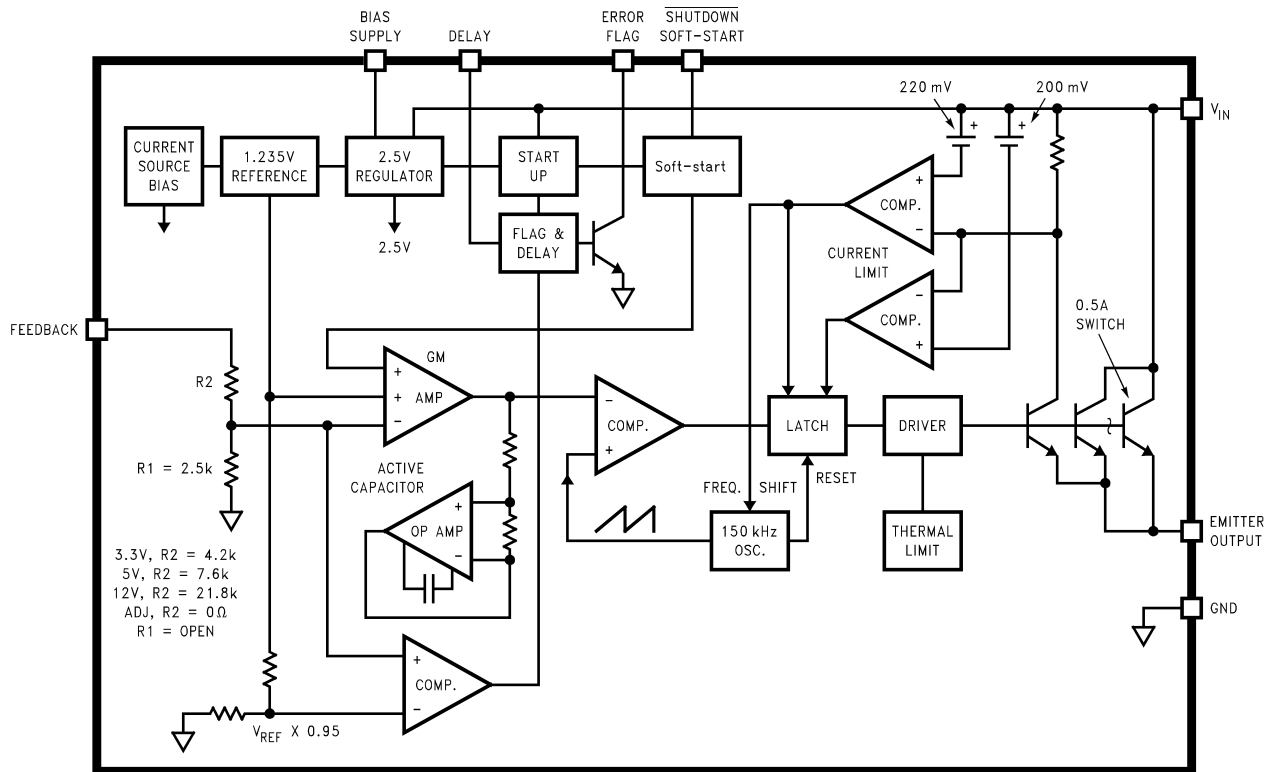 BIAS
SUPPLY
DELAY
ERROR
FLAG
SHUTDOWN
SOFT-START
220 mV
200 mV
+
+
VIN
CURRENT
SOURCE
BIAS
1.235V
REFERENCE
2.5V
REGULATOR
START
UP
Soft-start
+
COMP.
−
2.5V
FLAG &
DELAY
CURRENT
LIMIT
−
COMP.
+
0.5A
SWITCH
FEEDBACK
GM
+
+ AMP
−
R2
R1 = 2.5k
−
COMP.
+
LATCH
DRIVER
ACTIVE
CAPACITOR
+
OP AMP
−
FREQ. SHIFT
RESET
150 kHz
OSC.
THERMAL
LIMIT
EMITTER
OUTPUT
3.3V, R2 = 4.2k
5V, R2 = 7.6k
12V, R2 = 21.8k
ADJ, R2 = 0Ω
R1 = OPEN
GND
+
COMP.
−
VREF X 0.95